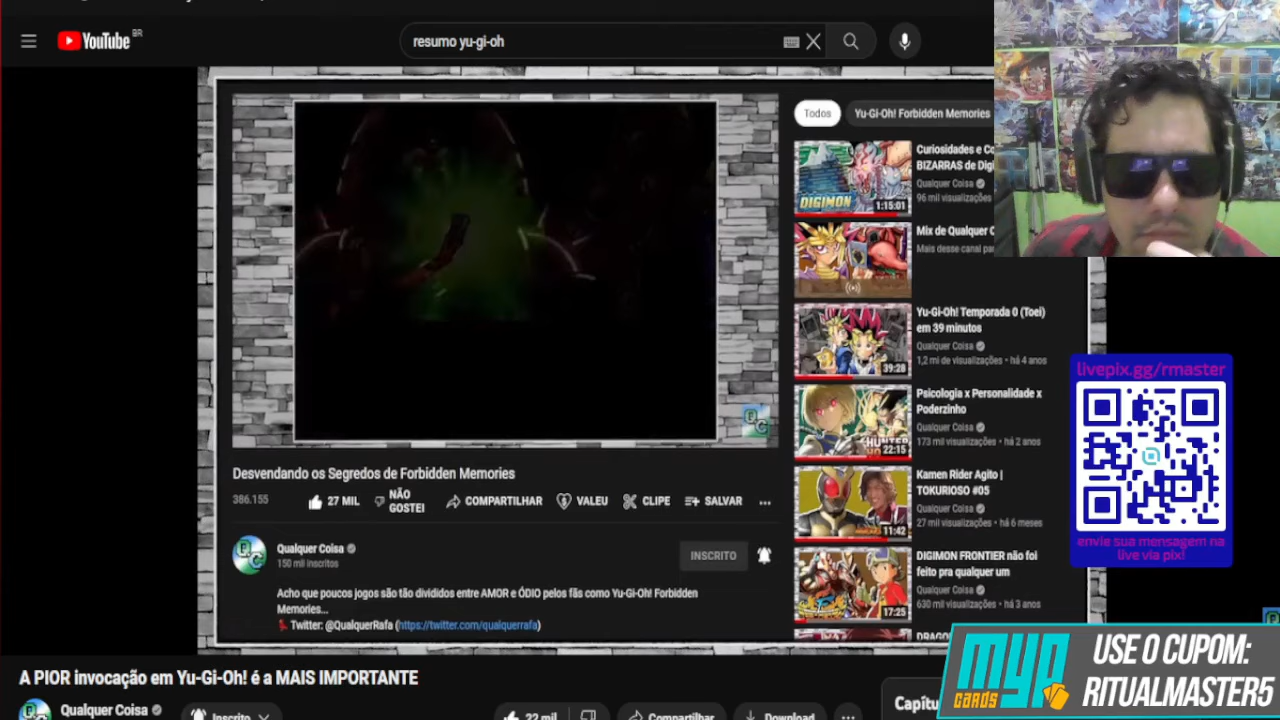 YouTube BR
resumo yu-gi-oh
Todos
Yu-Gi-Oh! Forbidden Memories
Curiosidades e Co
BIZARRAS de Digi
Qualquer Coisa
96 mil visualizações
DIGIMON
1:15:01
Mix de Qualquer C
Mais desse canal par
Yu-Gi-Oh! Temporada 0 (Toei)
em 39 minutos
Qualquer Coisa
1,2 mi de visualizações • há 4 anos
39:28
Psicologia x Personalidade x
Poderzinho
Qualquer Coisa
173 mil visualizações • há 2 anos
HUNTER
22:15
Kamen Rider Agito |
TOKURIOSO #05
Qualquer Coisa
27 mil visualizações • há 6 meses
11:42
DIGIMON FRONTIER não foi
feito pra qualquer um
Qualquer Coisa
630 mil visualizações • há 3 anos
17:25
Desvendando os Segredos de Forbidden Memories
386.155
27 MIL
NÃO
GOSTEI
COMPARTILHAR
VALEU
CLIPE
SALVAR
Qualquer Coisa
150 mil inscritos
INSCRITO
Acho que poucos jogos são tão divididos entre AMOR e ÓDIO pelos fãs como Yu-Gi-Oh! Forbidden
Memories...
Twitter: @QualquerRafa (https://twitter.com/qualquerrafa)
livepix.gg/rmaster
envie sua mensagem na
live via pix!
A PIOR invocação em Yu-Gi-Oh! é a MAIS IMPORTANTE
Qualquer Coisa
Inscrito
22 mil
Compartilhar
Download
Capítu
myp
CARDS
USE O CUPOM:
RITUALMASTER5